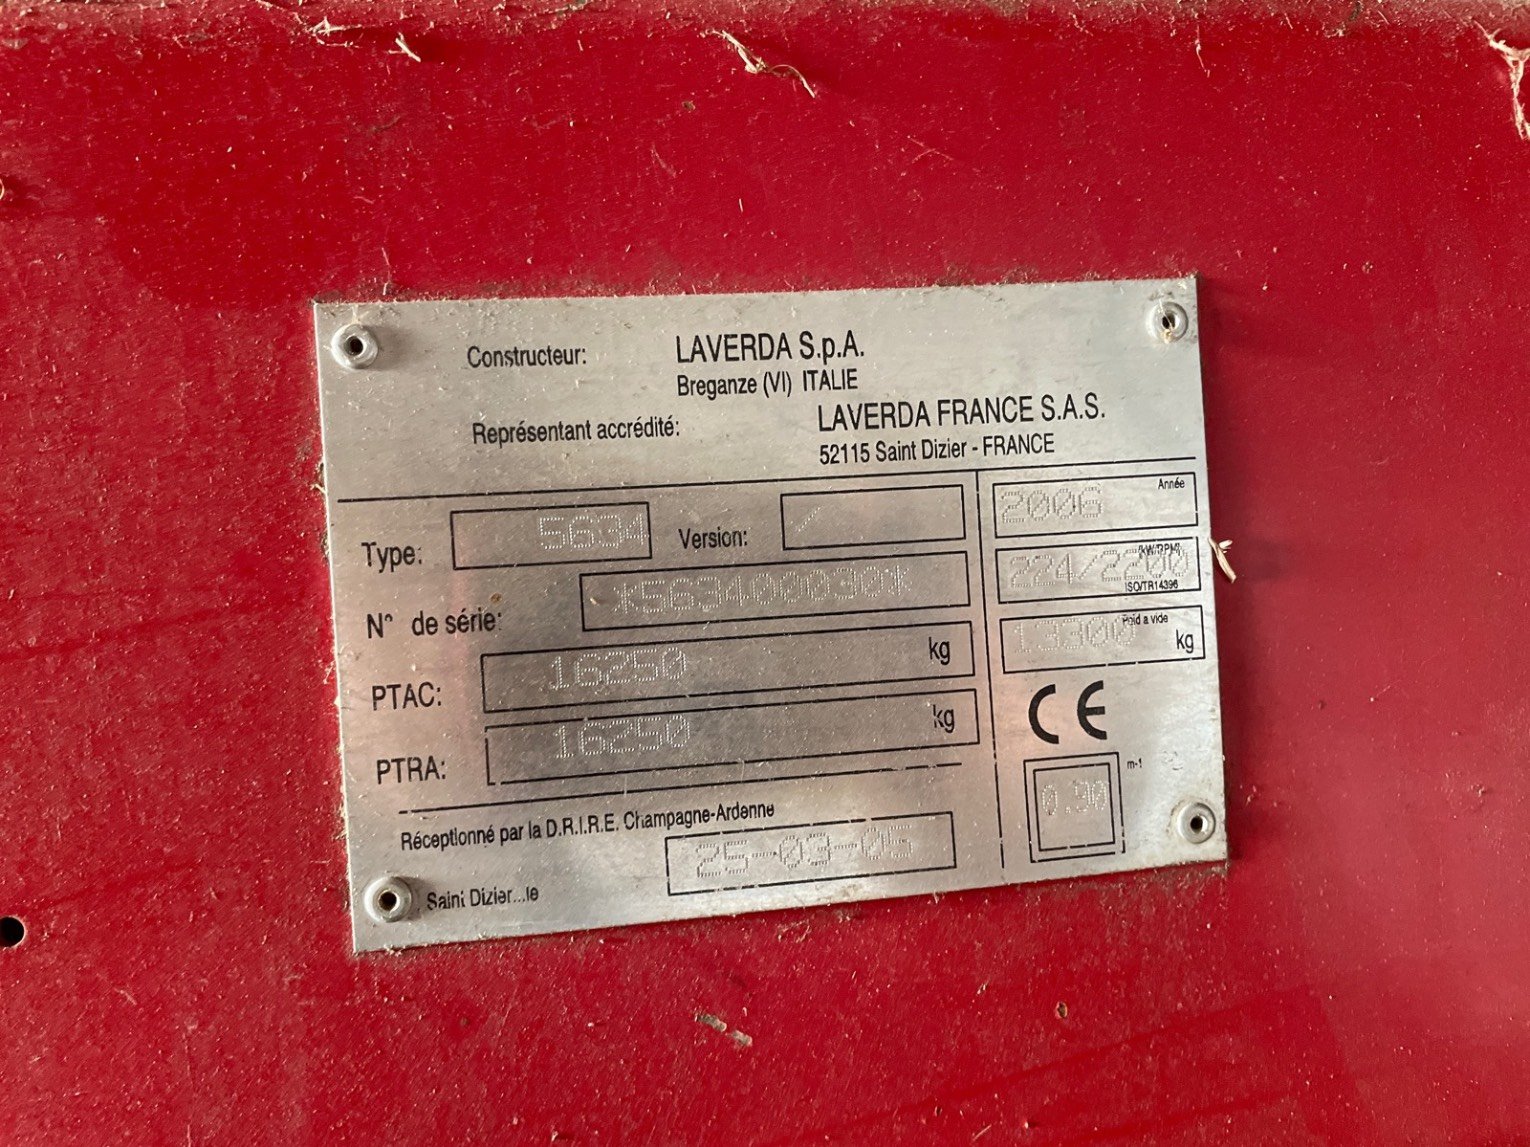 Constructeur: LAVERDA S.p.A.
Breganze (VI) ITALIE
Représentant accrédité: LAVERDA FRANCE S.A.S.
52115 Saint Dizier - FRANCE
Type: 5634 Version: / 2006 Année
N° de série: *563400030* 224/2200 (kW/RPM) ISO/TR14396
PTAC: 16250 kg 13300 Poid a vide kg
PTRA: 16250 kg CE
0.90 m-1
Réceptionné par la D.R.I.R.E. Champagne-Ardenne
Saint Dizier...le 25-03-05